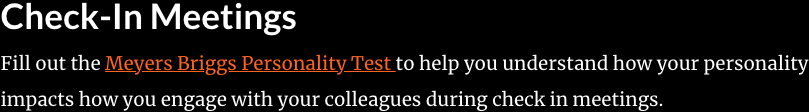 Check-In Meetings
Fill out the Meyers Briggs Personality Test to help you understand how your personality
impacts how you engage with your colleagues during check in meetings.